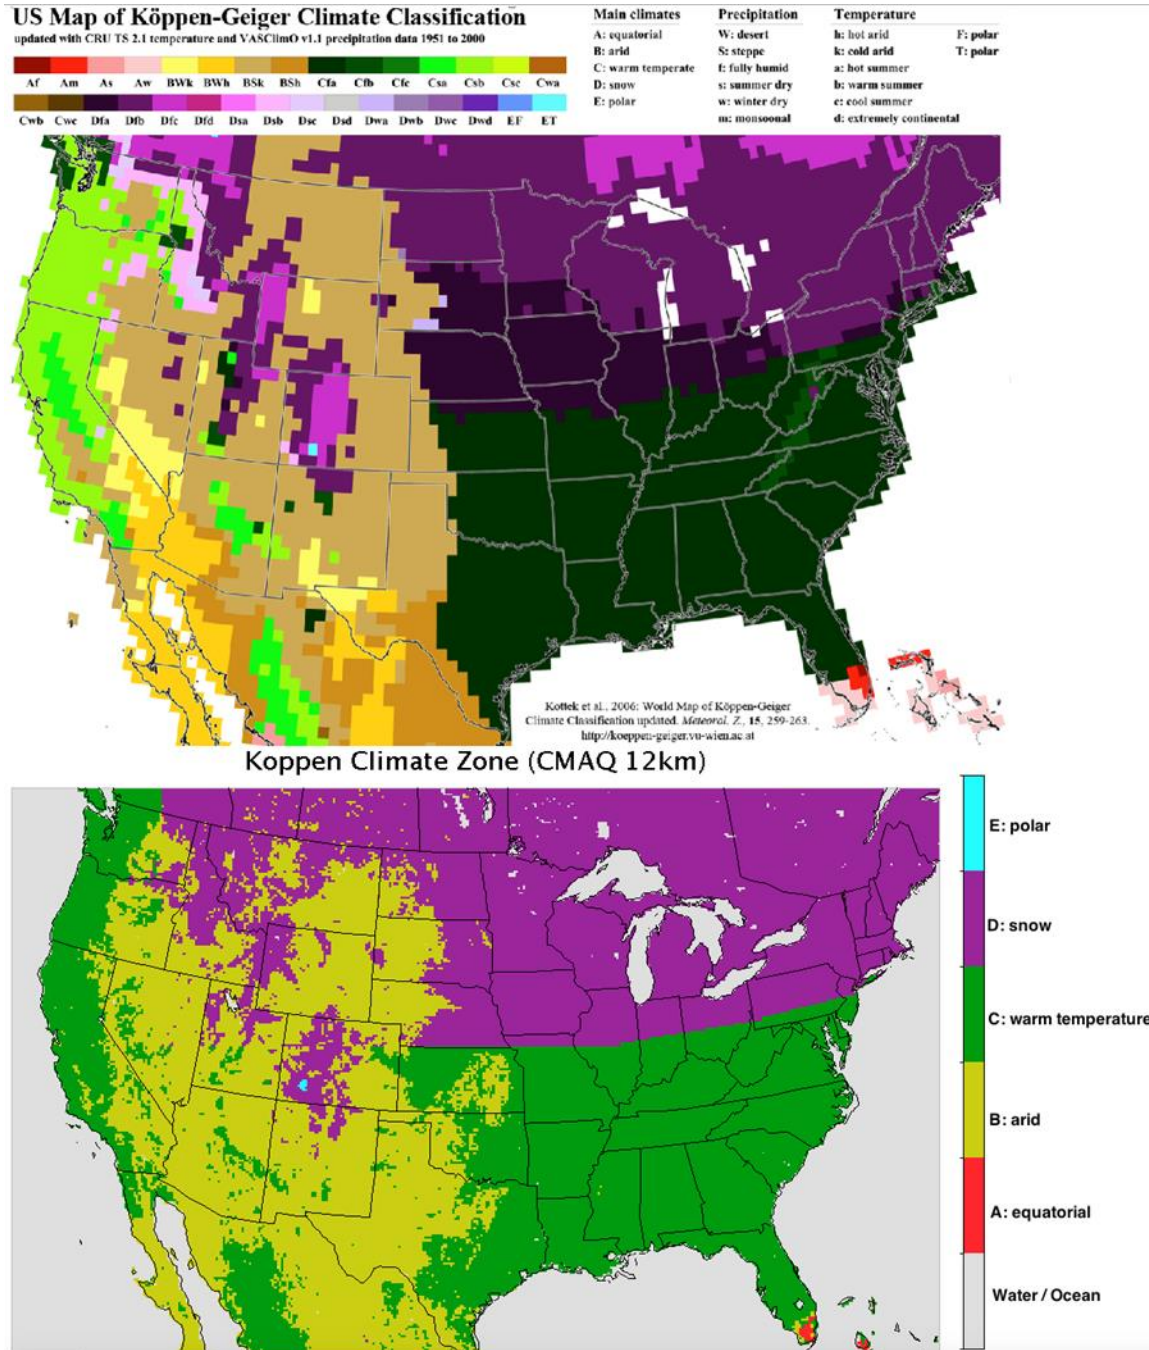 US Map of Köppen-Geiger Climate Classification
updated with CRU TS 2.1 temperature and VASClimO v1.1 precipitation data 1951 to 2000
Af Am As Aw BWk BWh BSk BSh Cfa Cfb Cfc Csa Csb Csc Cwa
Cwb Cwc Dfa Dfb Dfc Dfd Dsa Dsb Dsc Dsd Dwa Dwb Dwc Dwd EF ET
Main climates
A: equatorial
B: arid
C: warm temperate
D: snow
E: polar
Precipitation
W: desert
S: steppe
f: fully humid
s: summer dry
w: winter dry
m: monsoonal
Temperature
h: hot arid F: polar
k: cold arid T: polar
a: hot summer
b: warm summer
c: cool summer
d: extremely continental
Kottek et al., 2006: World Map of Köppen-Geiger
Climate Classification updated. Meteorol. Z., 15, 259-263.
http://koeppen-geiger.vu-wien.ac.at
Koppen Climate Zone (CMAQ 12km)
E: polar
D: snow
C: warm temperature
B: arid
A: equatorial
Water / Ocean